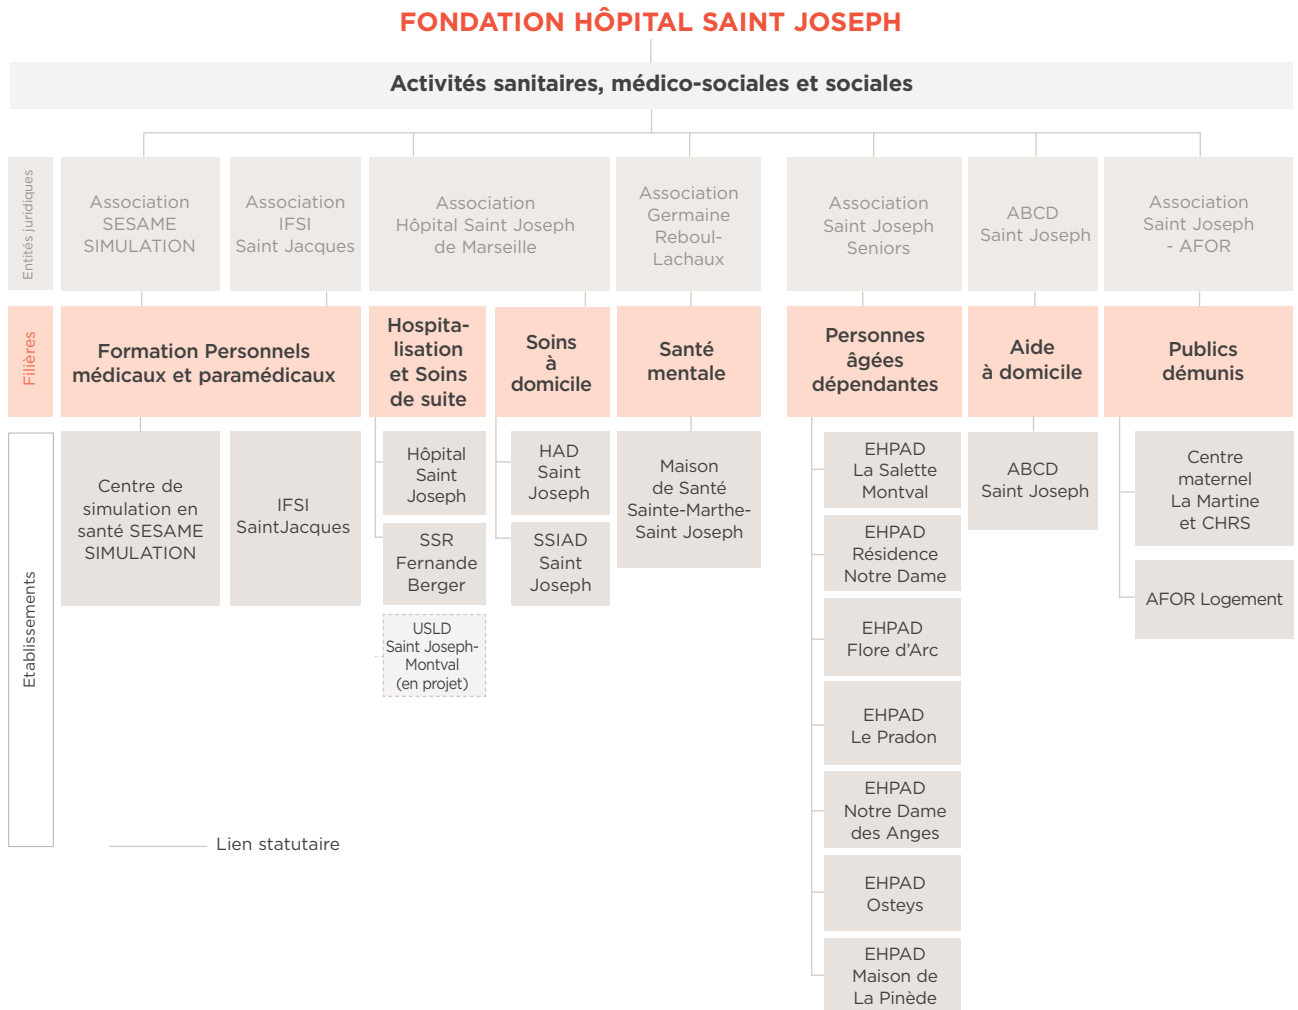 FONDATION HÔPITAL SAINT JOSEPH
Activités sanitaires, médico-sociales et sociales
Entités juridiques
Association
SESAME
SIMULATION
Association
IFSI
Saint Jacques
Association
Hôpital Saint Joseph
de Marseille
Association
Germaine
Reboul-
Lachaux
Association
Saint Joseph
Seniors
ABCD
Saint Joseph
Association
Saint Joseph
- AFOR
Filières
Formation Personnels
médicaux et paramédicaux
Hospita-
lisation
et Soins
de suite
Soins
à
domicile
Santé
mentale
Personnes
âgées
dépendantes
Aide
à domicile
Publics
démunis
Etablissements
Centre de
simulation en
santé SESAME
SIMULATION
IFSI
SaintJacques
Hôpital
Saint
Joseph
SSR
Fernande
Berger
USLD
Saint Joseph-
Montval
(en projet)
HAD
Saint
Joseph
SSIAD
Saint
Joseph
Maison
de Santé
Sainte-Marthe-
Saint Joseph
EHPAD
La Salette
Montval
EHPAD
Résidence
Notre Dame
EHPAD
Flore d'Arc
EHPAD
Le Pradon
EHPAD
Notre Dame
des Anges
EHPAD
Osteys
EHPAD
Maison de
La Pinède
ABCD
Saint Joseph
Centre
maternel
La Martine
et CHRS
AFOR Logement
Lien statutaire